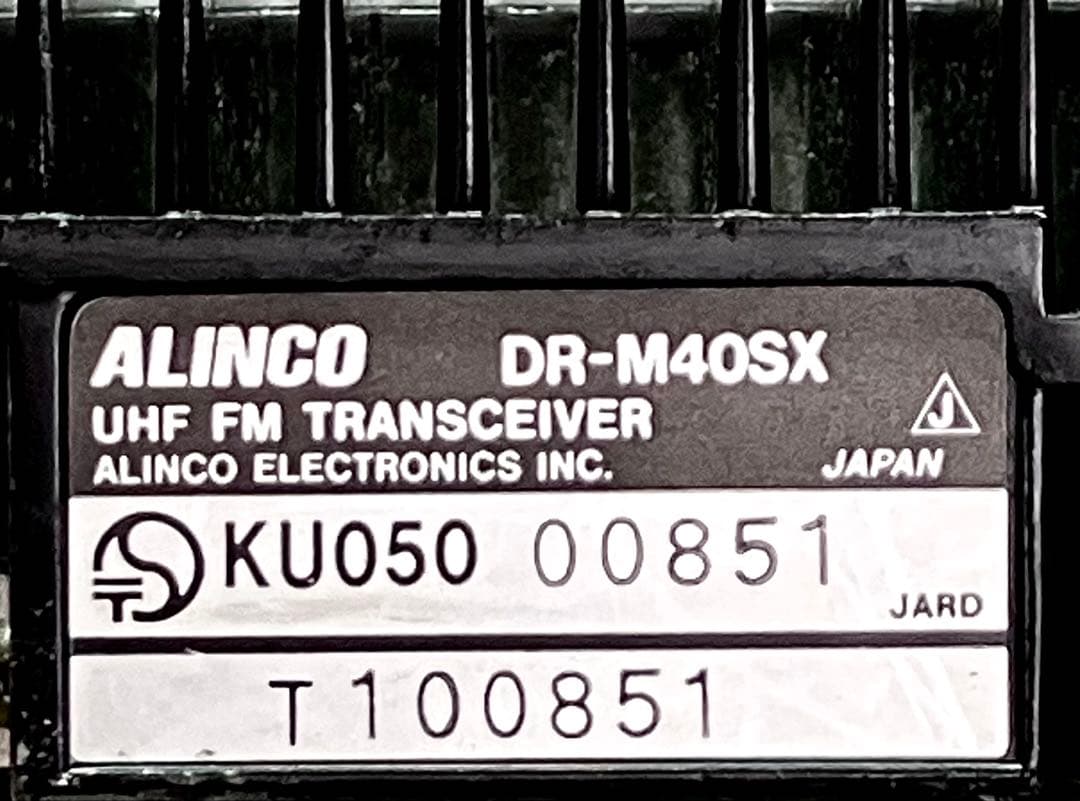 ALINCO DR-M40SX
UHF FM TRANSCEIVER
J
ALINCO ELECTRONICS INC. JAPAN
T KU050 00851
JARD
T100851